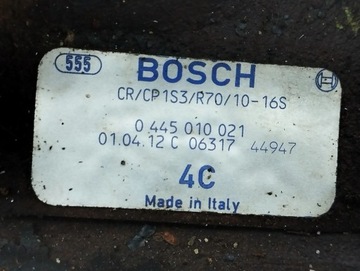 555 BOSCH
CR/CP1S3/R70/10-16S
0 445 010 021
01.04.12 C 06317 44947
4C
Made in Italy